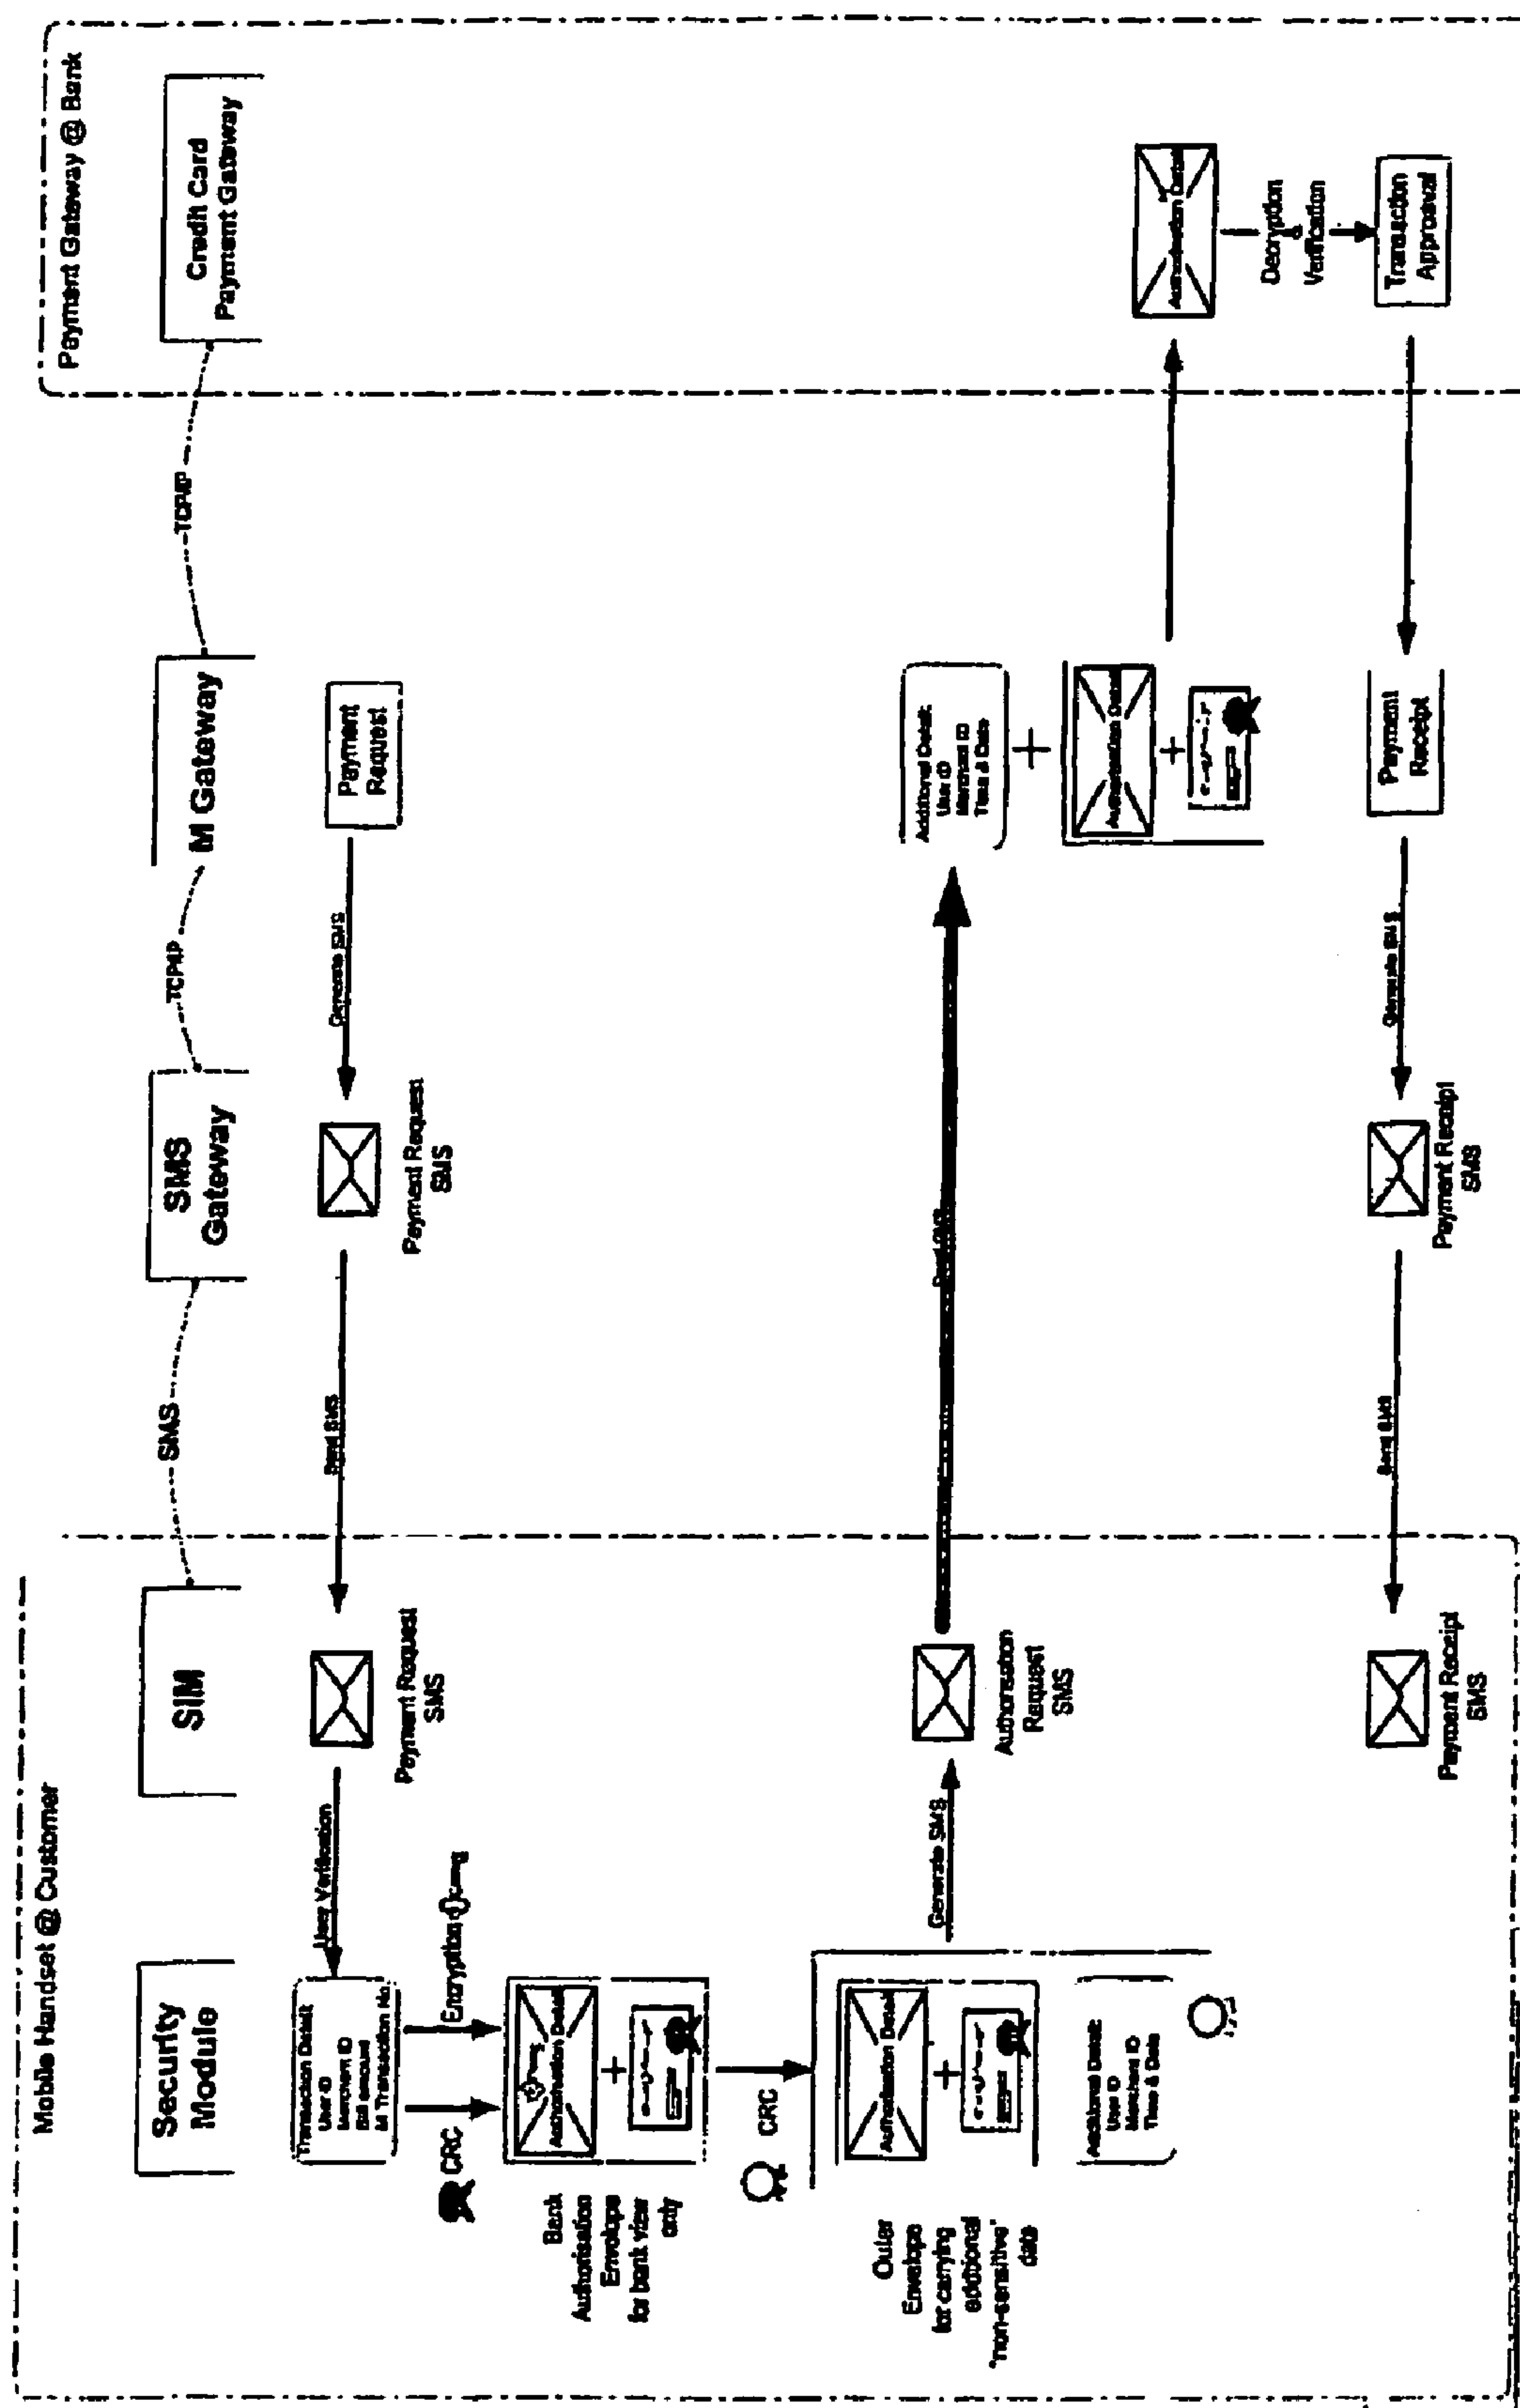 Mobile Handset @ Customer
Payment Gateway @ Bank
Security
Module
SIM
SMS
SMS
Gateway
TCP/IP
M Gateway
TCP/IP
Credit Card
Payment Gateway
Transaction Detail:
User ID
Merchant ID
Bill amount
M Transaction No
User Verification
Payment Request
SMS
Send SMS
Payment Request
SMS
Generate SMS
Payment
Request
CRC
Encryption
Bank
Authorisation
Envelope
for bank view
only
Authorisation Detail
+
CRC
Outer
Envelope
for carrying
additional
"non-sensitive"
data
Authorisation Detail
+
Additional Detail:
User ID
Merchant ID
Time & Date
Generate SMS
Authorisation
Request
SMS
Send SMS
Additional Detail:
User ID
Merchant ID
Time & Date
+
Authorisation Detail
+
Authorisation Detail
Decryption
&
Verification
Transaction
Approval
Payment
Receipt
Generate SMS
Payment Receipt
SMS
Send SMS
Payment Receipt
SMS